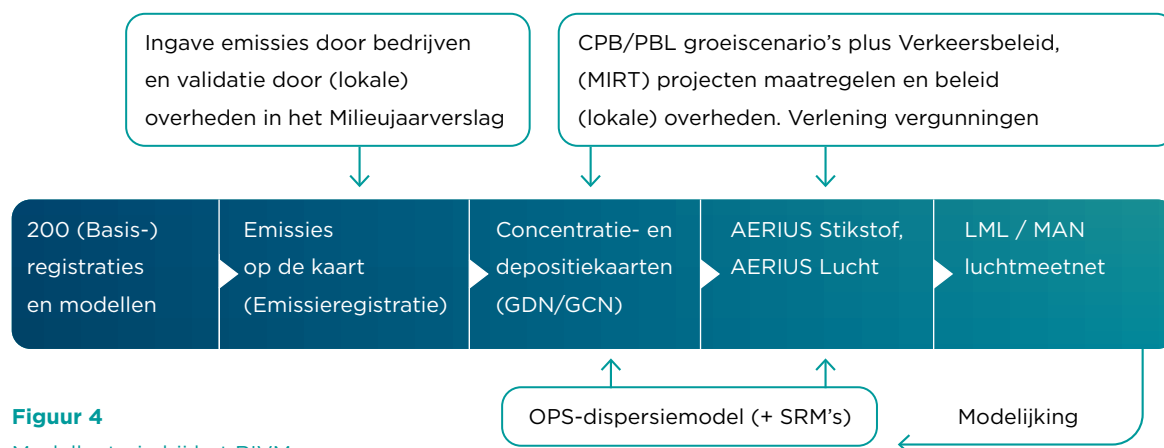 Ingave emissies door bedrijven
en validatie door (lokale)
overheden in het Milieujaarverslag
CPB/PBL groeiscenario's plus Verkeersbeleid,
(MIRT) projecten maatregelen en beleid
(lokale) overheden. Verlening vergunningen
200 (Basis-)
registraties
en modellen
Emissies
op de kaart
(Emissieregistratie)
Concentratie- en
depositiekaarten
(GDN/GCN)
AERIUS Stikstof,
AERIUS Lucht
LML / MAN
luchtmeetnet
OPS-dispersiemodel (+ SRM's)
Modelijking
Figuur 4